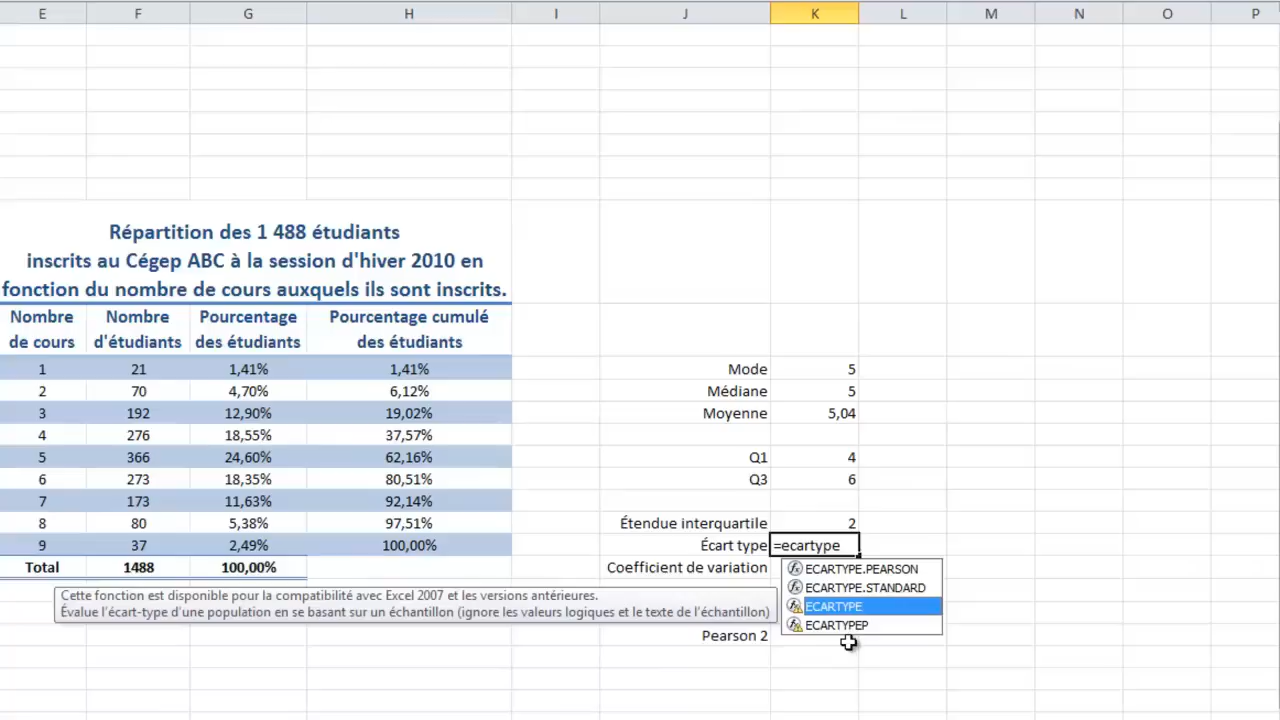 E F G H I J K L M N O P
Répartition des 1 488 étudiants
inscrits au Cégep ABC à la session d'hiver 2010 en
fonction du nombre de cours auxquels ils sont inscrits.
Nombre de cours Nombre d'étudiants Pourcentage des étudiants Pourcentage cumulé des étudiants
1 21 1,41% 1,41% Mode 5
2 70 4,70% 6,12% Médiane 5
3 192 12,90% 19,02% Moyenne 5,04
4 276 18,55% 37,57%
5 366 24,60% 62,16% Q1 4
6 273 18,35% 80,51% Q3 6
7 173 11,63% 92,14%
8 80 5,38% 97,51% Étendue interquartile 2
9 37 2,49% 100,00% Écart type =ecartype
Total 1488 100,00% Coefficient de variation
ECARTYPE.PEARSON
ECARTYPE.STANDARD
ECARTYPE
ECARTYPEP
Cette fonction est disponible pour la compatibilité avec Excel 2007 et les versions antérieures.
Évalue l'écart-type d'une population en se basant sur un échantillon (ignore les valeurs logiques et le texte de l'échantillon)
Pearson 2